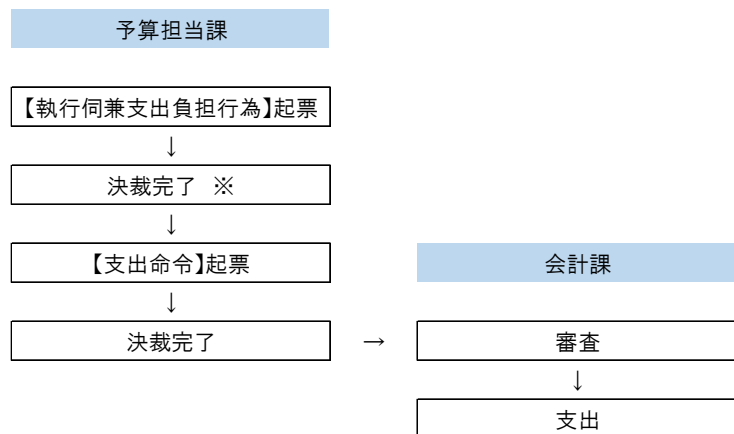 予算担当課
【執行伺兼支出負担行為】起票
↓
決裁完了　※
↓
【支出命令】起票
会計課
↓
決裁完了
→
審査
↓
支出